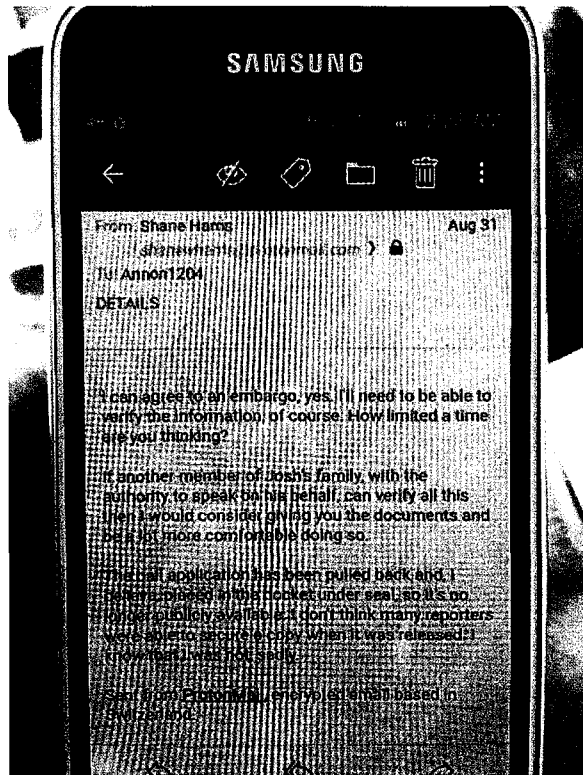 SAMSUNG
From: Shane Harris Aug 31
To: Annon1204
DETAILS
I can agree to an embargo, yes. I'll need to be able to
verify the information, of course. How limited a time
are you thinking?
If another member of Josh's family, with the
authority to speak on his behalf, can verify all this
then I would consider giving you the documents and
be a lot more comfortable doing so.
The bail application has been pulled back and, I
believe, placed in the docket under seal, so it's no
longer publicly available. I don't think many reporters
were able to secure a copy when it was released. I
know that I was not, sadly.
Sent from ProtonMail, encrypted email based in
Switzerland.